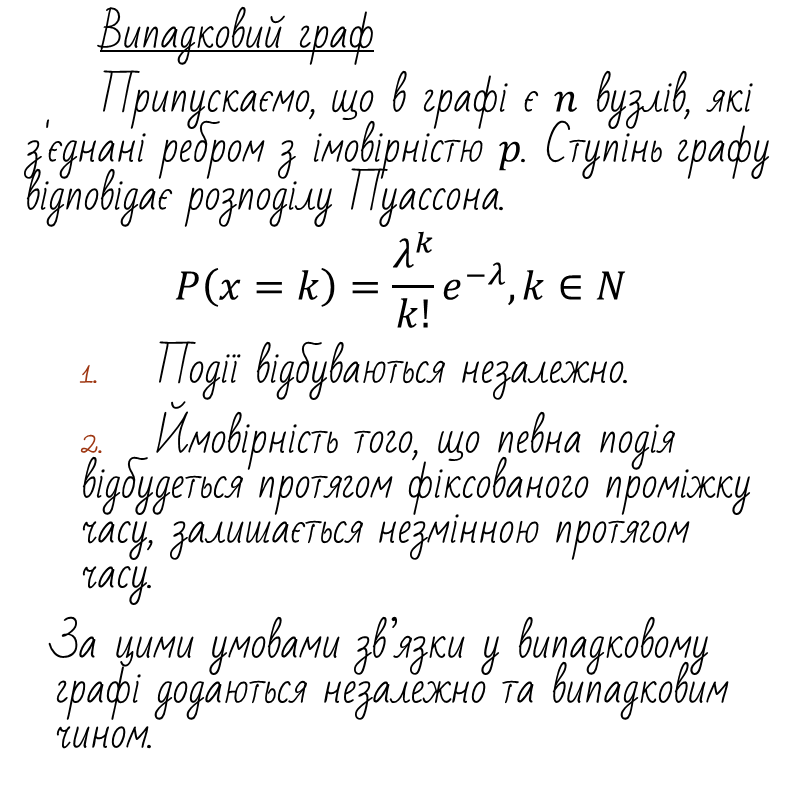 Випадковий граф
Припускаємо, що в графі є n вузлів, які
з'єднані ребром з імовірністю p. Ступінь графу
відповідає розподілу Пуассона.
P(x = k) = \frac{λ^k}{k!} e^{-λ}, k ∈ N
1. Події відбуваються незалежно.
2. Ймовірність того, що певна подія
відбудеться протягом фіксованого проміжку
часу, залишається незмінною протягом
часу.
За цими умовами зв’язки у випадковому
графі додаються незалежно та випадковим
чином.